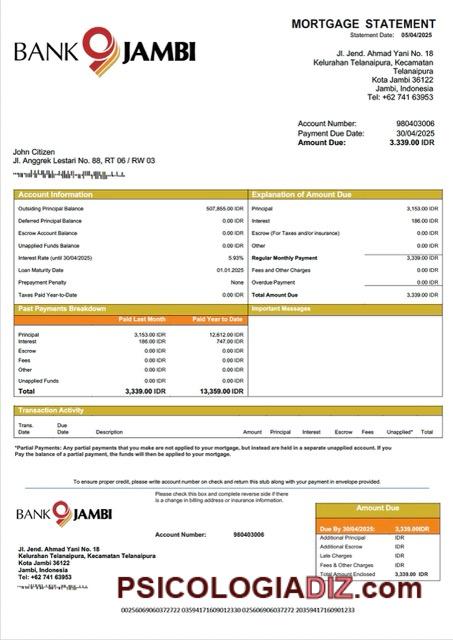 MORTGAGE STATEMENT
Statement Date: 05/04/2025
BANK 9 JAMBI
Jl. Jend. Ahmad Yani No. 18
Kelurahan Telanaipura, Kecamatan
Telanaipura
Kota Jambi 36122
Jambi, Indonesia
Tel: +62 741 63953
Account Number: 980403006
Payment Due Date: 30/04/2025
Amount Due: 3.339.00 IDR
John Citizen
Jl. Anggrek Lestari No. 88, RT 06 / RW 03
Account Information
Outsiding Principal Balance 507,855.00 IDR
Deferred Principal Balance 0.00 IDR
Escrow Account Balance 0.00 IDR
Unapplied Funds Balance 0.00 IDR
Interest Rate (until 30/04/2025) 5.93%
Loan Maturity Date 01.01.2025
Prepayment Penalty None
Taxes Paid Year-to-Date 0.00 IDR
Explanation of Amount Due
Principal 3,153.00 IDR
Interest 186.00 IDR
Escrow (For Taxes and/or insurance) 0.00 IDR
Other 0.00 IDR
Regular Monthly Payment 3,339.00 IDR
Fees and Other Charges 0.00 IDR
Overdue Payment 0.00 IDR
Total Amount Due 3,339.00 IDR
Past Payments Breakdown
Paid Last Month Paid Year to Date
Principal 3,153.00 IDR 12,612.00 IDR
Interest 186.00 IDR 747.00 IDR
Escrow 0.00 IDR 0.00 IDR
Fees 0.00 IDR 0.00 IDR
Other 0.00 IDR 0.00 IDR
Unapplied Funds 0.00 IDR 0.00 IDR
Total 3,339.00 IDR 13,359.00 IDR
Important Messages
Transaction Activity
Trans. Date Due Date Description Amount Principal Interest Escrow Fees Unapplied* Total
*Partial Payments: Any partial payments that you make are not applied to your mortgage, but instead are held in a separate unapplied account. If you
Pay the balance of a partial payment, the funds will then be applied to your mortgage.
To ensure proper credit, please write account number on check and return this stub along with your payment in envelope provided.
Please check this box and complete reverse side if there
is a change in billing address or insurance information.
BANK 9 JAMBI
Account Number: 980403006
Jl. Jend. Ahmad Yani No. 18
Kelurahan Telanaipura, Kecamatan Telanaipura
Kota Jambi 36122
Jambi, Indonesia
Tel: +62 741 63953
Amount Due
Due By 30/04/2025: 3,339.00IDR
Additional Principal IDR
Additional Escrow IDR
Late Charges IDR
Fees & Other Charges IDR
Total Amount Enclosed 3,339.00 IDR
PSICOLOGIADIZ.com